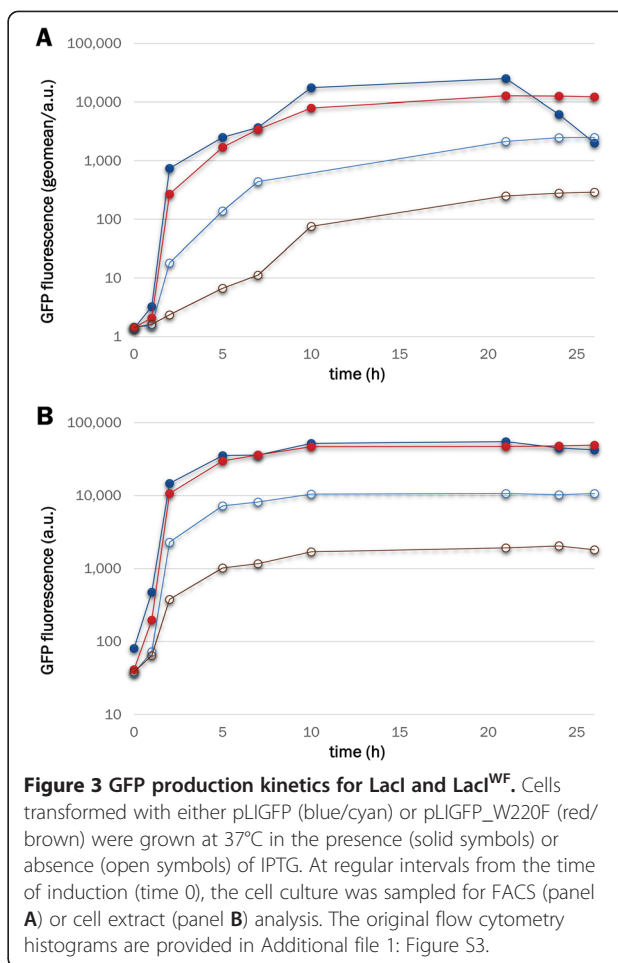 A
GFP fluorescence (geomean/a.u.)
100,000
10,000
1,000
100
10
1
0 5 10 15 20 25
time (h)
B
GFP fluorescence (a.u.)
100,000
10,000
1,000
100
10
0 5 10 15 20 25
time (h)
Figure 3 GFP production kinetics for LacI and LacI^WF. Cells
transformed with either pLIGFP (blue/cyan) or pLIGFP_W220F (red/
brown) were grown at 37°C in the presence (solid symbols) or
absence (open symbols) of IPTG. At regular intervals from the time
of induction (time 0), the cell culture was sampled for FACS (panel
A) or cell extract (panel B) analysis. The original flow cytometry
histograms are provided in Additional file 1: Figure S3.